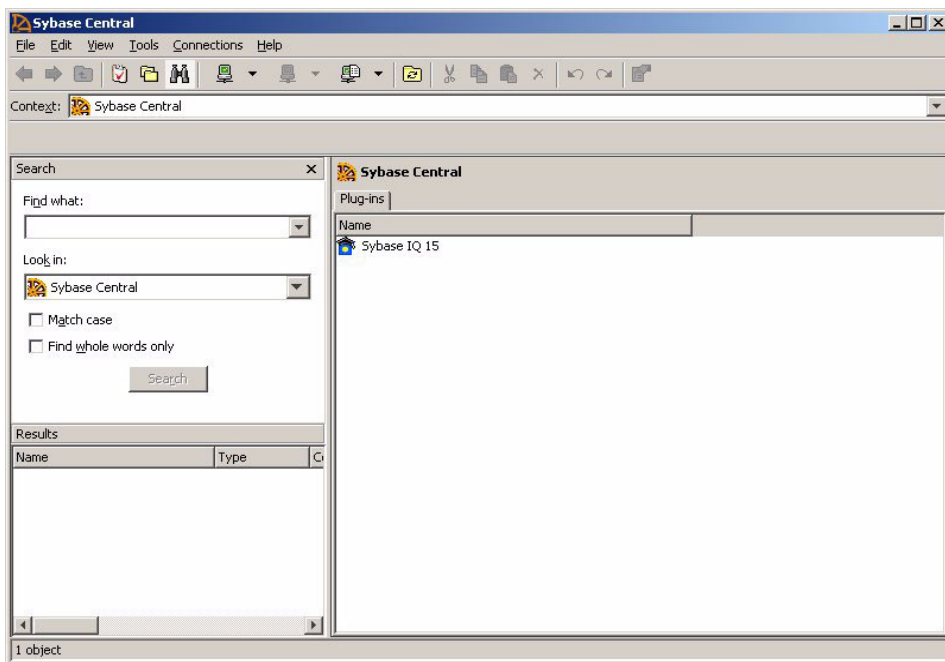 Sybase Central
File Edit View Tools Connections Help
Context: Sybase Central
Search
Find what:
Look in:
Sybase Central
Match case
Find whole words only
Search
Results
Name Type
Sybase Central
Plug-ins
Name
Sybase IQ 15
1 object